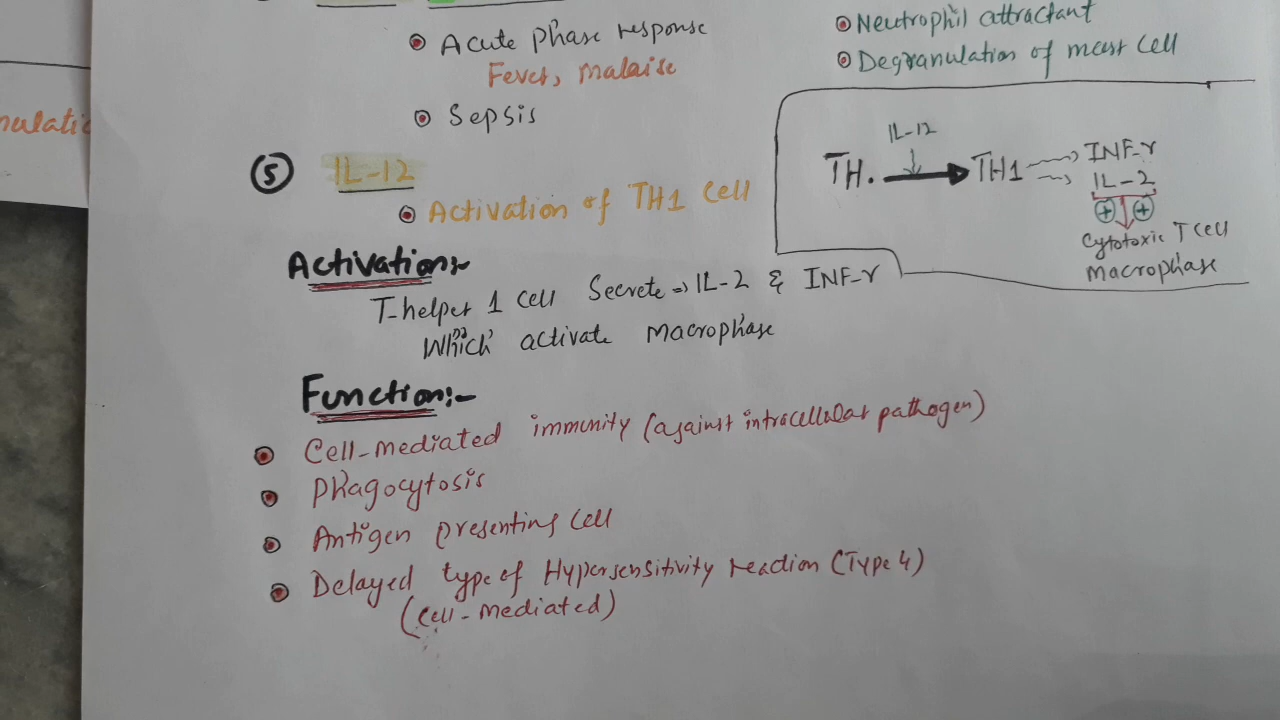 Acute phase response
Fever, malaise
Sepsis
Neutrophil attractant
Degranulation of mast cell
nulatic
5 IL-12
Activation of TH1 cell
IL-12
TH. TH1 INF-γ
IL-2
+ +
Cytotoxic T cell
Macrophase
Activation:-
T-helper 1 cell Secrete => IL-2 & INF-γ
Which activate macrophase
Function:-
Cell-mediated immunity (against intracellular pathogen)
Phagocytosis
Antigen presenting cell
Delayed type of Hypersensitivity reaction (Type 4)
(Cell-mediated)